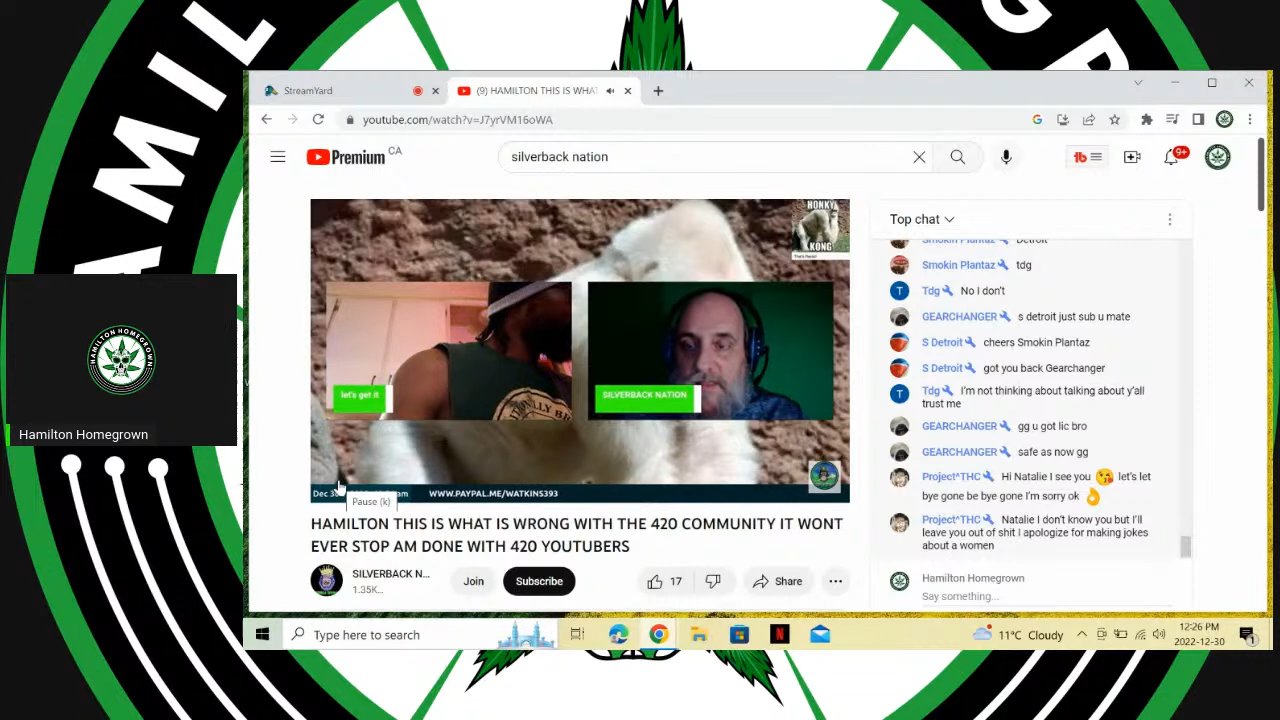 AMIL
GR
StreamYard
(9) HAMILTON THIS IS WHAT
youtube.com/watch?v=J7yrVM16oWA
Premium CA
silverback nation
9+
HONKY
KONG
let's get it
SILVERBACK NATION
WWW.PAYPAL.ME/WATKINS393
Pause (k)
HAMILTON THIS IS WHAT IS WRONG WITH THE 420 COMMUNITY IT WONT
EVER STOP AM DONE WITH 420 YOUTUBERS
SILVERBACK N...
1.35K...
Join
Subscribe
17
Share
Top chat
Smokin Plantaz Detroit
Smokin Plantaz tdg
T Tdg No I don't
GEARCHANGER s detroit just sub u mate
S Detroit cheers Smokin Plantaz
S Detroit got you back Gearchanger
T Tdg I'm not thinking about talking about y'all
trust me
GEARCHANGER gg u got lic bro
GEARCHANGER safe as now gg
Project^THC Hi Natalie I see you 😘 let's let
bye gone be bye gone I'm sorry ok 👌
Project^THC Natalie I don't know you but I'll
leave you out of shit I apologize for making jokes
about a women
Hamilton Homegrown
Say something...
HAMILTON HOMEGROWN
Hamilton Homegrown
Type here to search
11°C Cloudy
12:26 PM
2022-12-30